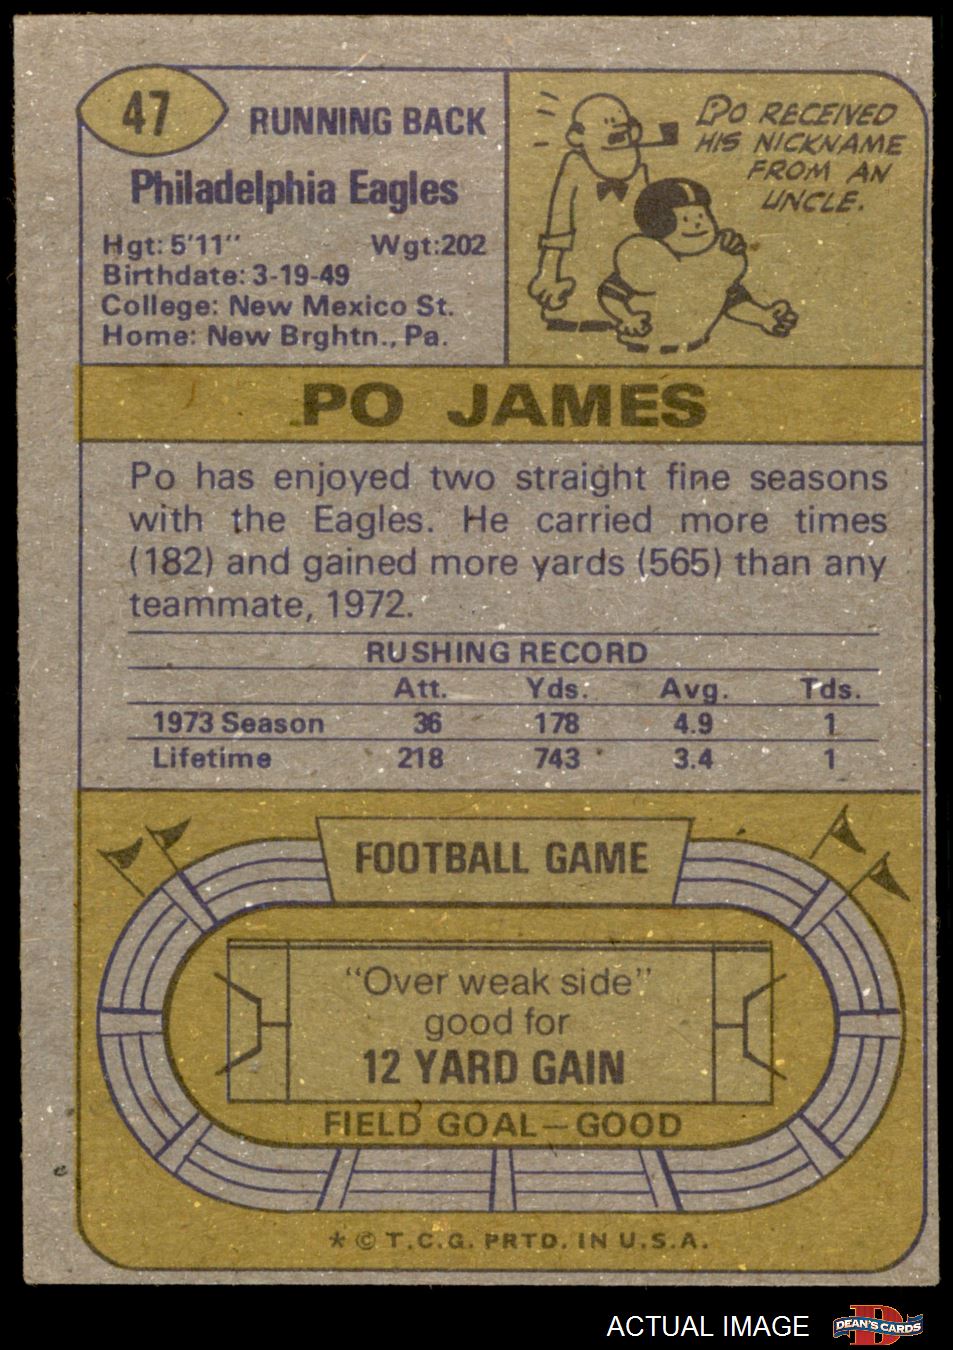 47
RUNNING BACK
Philadelphia Eagles
Hgt: 5'11" Wgt:202
Birthdate: 3-19-49
College: New Mexico St.
Home: New Brghtn., Pa.
PO RECEIVED
HIS NICKNAME
FROM AN
UNCLE.
PO JAMES
Po has enjoyed two straight fine seasons
with the Eagles. He carried more times
(182) and gained more yards (565) than any
teammate, 1972.
RUSHING RECORD
Att. Yds. Avg. Tds.
1973 Season 36 178 4.9 1
Lifetime 218 743 3.4 1
FOOTBALL GAME
"Over weak side"
good for
12 YARD GAIN
FIELD GOAL—GOOD
* © T.C.G. PRTD. IN U.S.A.
ACTUAL IMAGE
D
DEAN'S CARDS